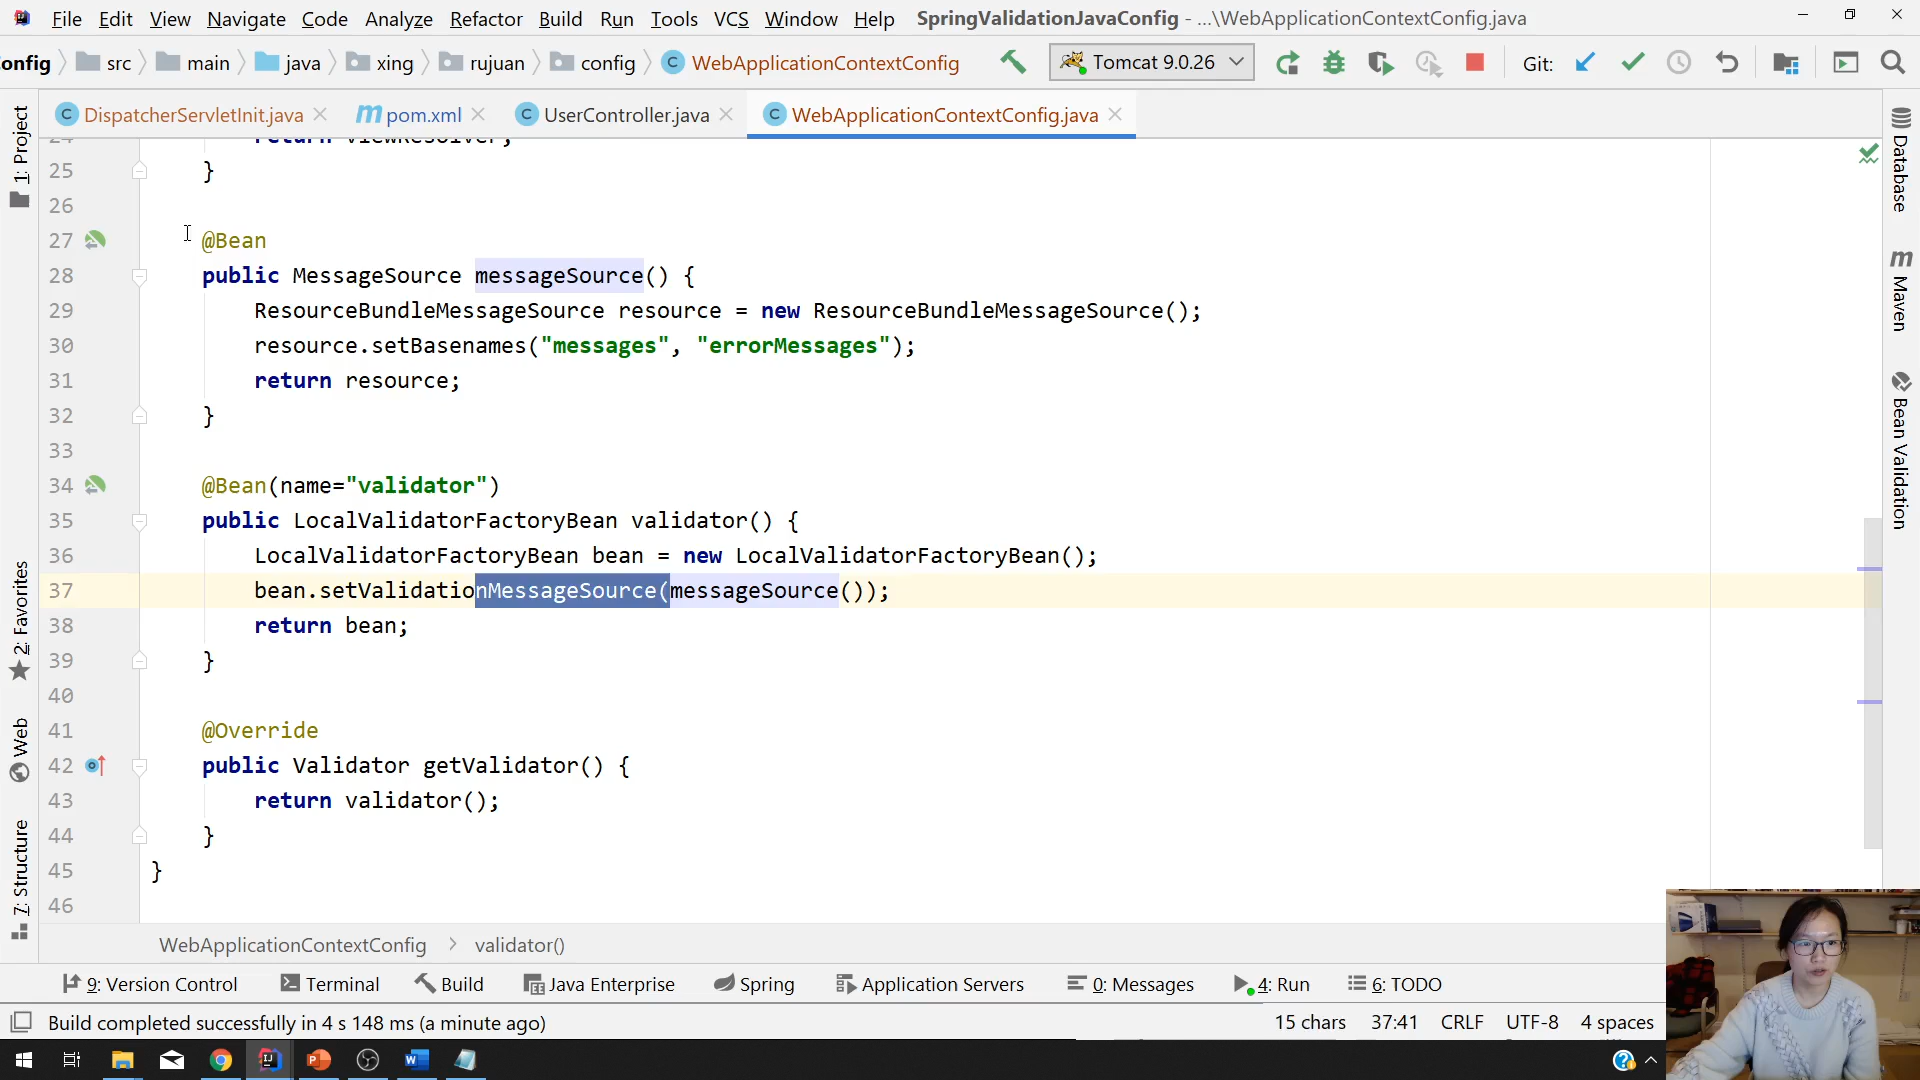 File Edit View Navigate Code Analyze Refactor Build Run Tools VCS Window Help SpringValidationJavaConfig - ...\WebApplicationContextConfig.java
onfig src main java xing rujuan config WebApplicationContextConfig Tomcat 9.0.26 Git:
DispatcherServletInit.java pom.xml UserController.java WebApplicationContextConfig.java
24 return viewResolver;
25 }
26
27 @Bean
28 public MessageSource messageSource() {
29 ResourceBundleMessageSource resource = new ResourceBundleMessageSource();
30 resource.setBasenames("messages", "errorMessages");
31 return resource;
32 }
33
34 @Bean(name="validator")
35 public LocalValidatorFactoryBean validator() {
36 LocalValidatorFactoryBean bean = new LocalValidatorFactoryBean();
37 bean.setValidationMessageSource(messageSource());
38 return bean;
39 }
40
41 @Override
42 public Validator getValidator() {
43 return validator();
44 }
45 }
46
1: Project
2: Favorites
Web
7: Structure
Database
Maven
Bean Validation
WebApplicationContextConfig validator()
9: Version Control Terminal Build Java Enterprise Spring Application Servers 0: Messages 4: Run 6: TODO
Build completed successfully in 4 s 148 ms (a minute ago) 15 chars 37:41 CRLF UTF-8 4 spaces